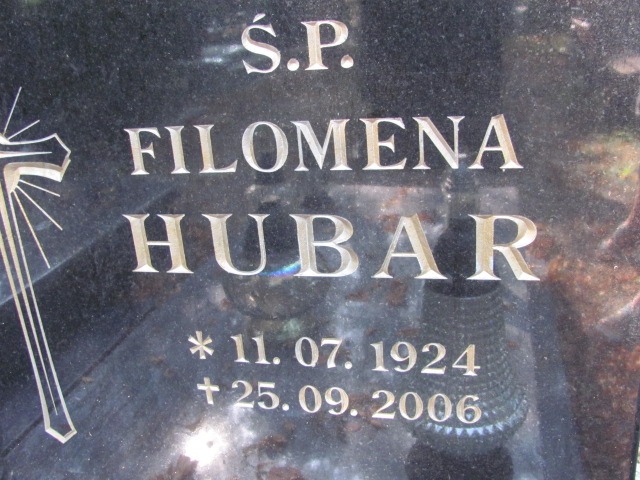 Ś.P.
FILOMENA
HUBAR
* 11. 07. 1924
✝ 25. 09. 2006